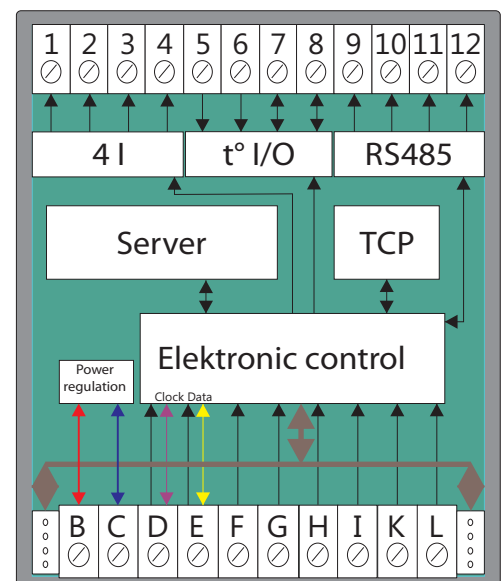 1 2 3 4 5 6 7 8 9 10 11 12
4 I t° I/O RS485
Server TCP
Elektronic control
Power
regulation
Clock Data
B C D E F G H I K L